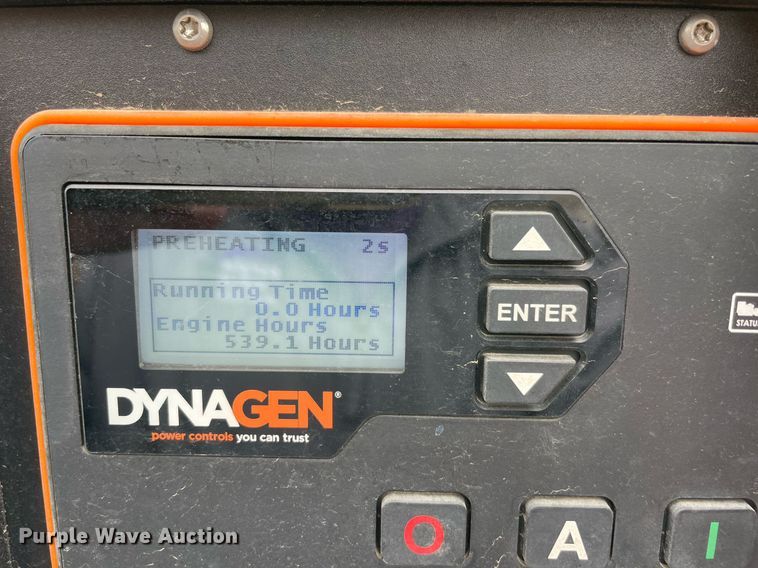 PREHEATING 2s
Running Time
0.0 Hours
Engine Hours
539.1 Hours
ENTER
DYNAGEN®
power controls you can trust
STATU
O A I
Purple Wave Auction